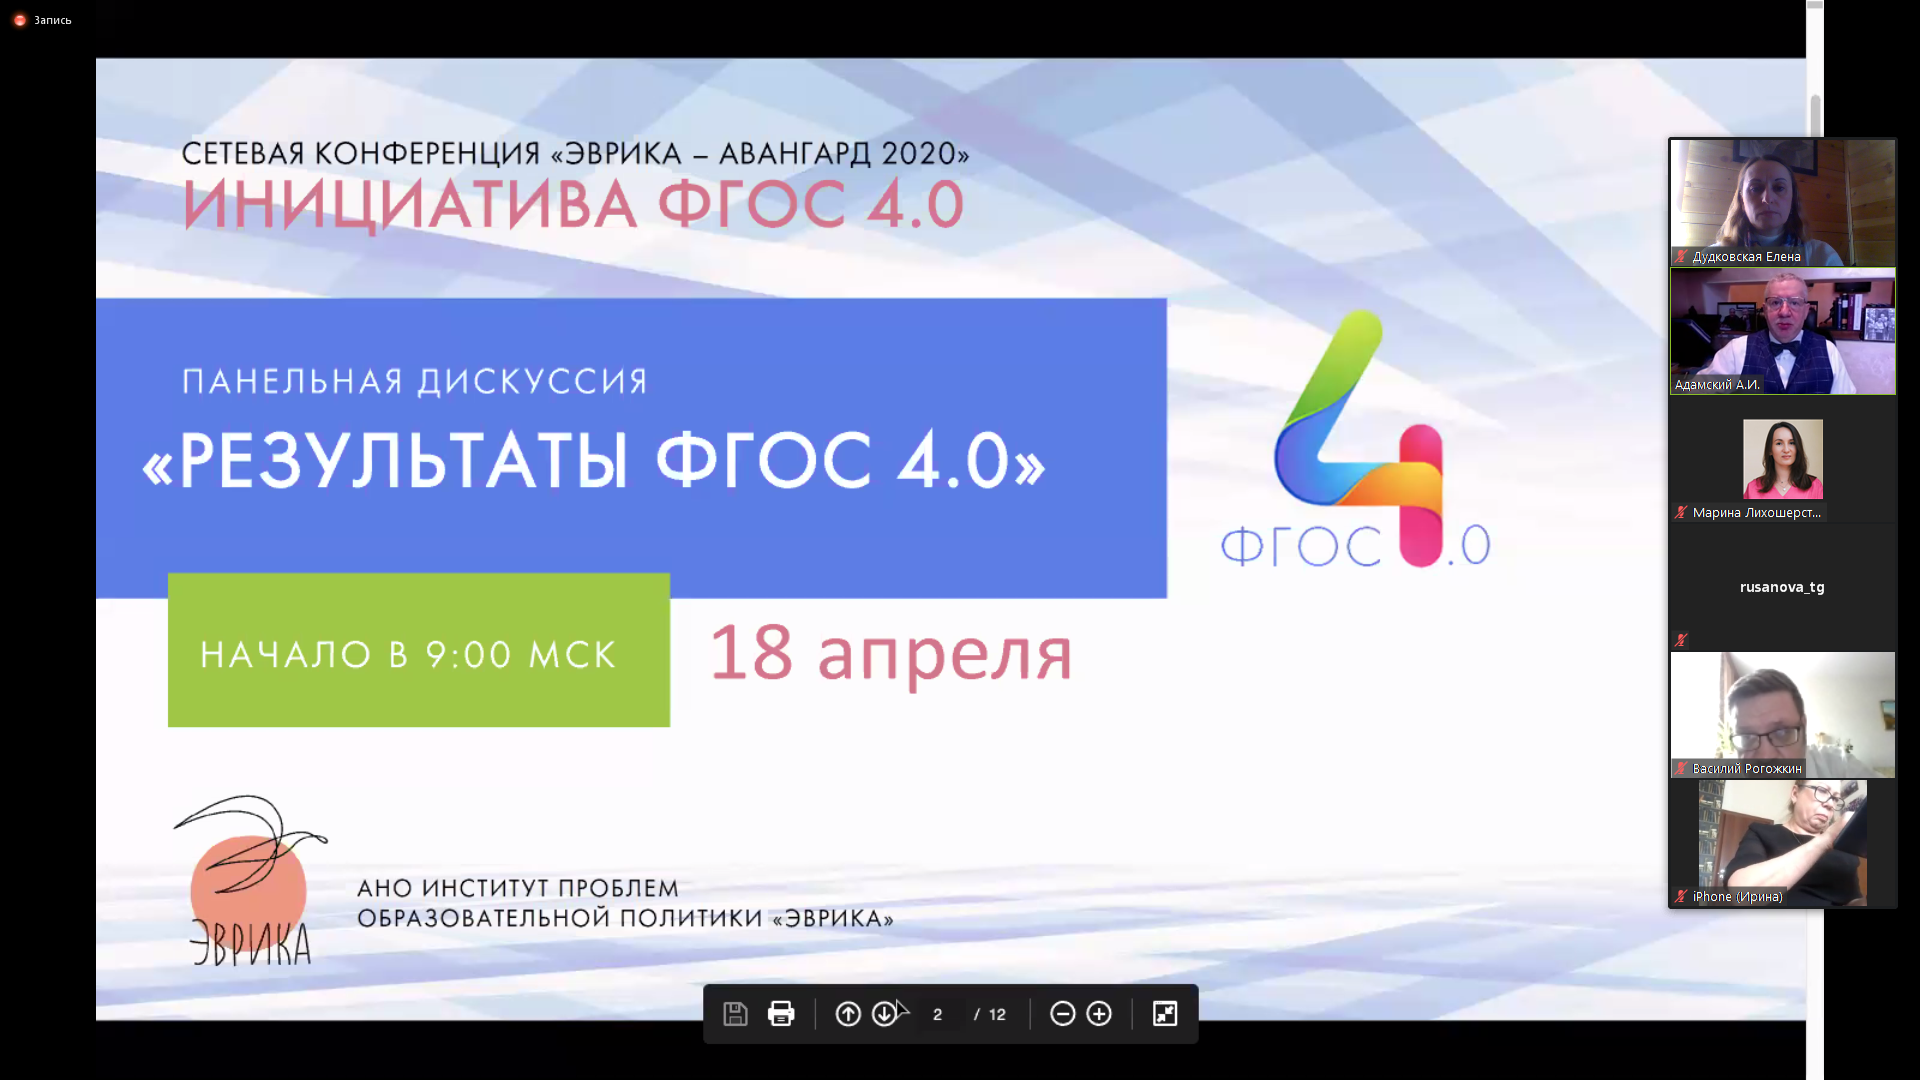 Запись
СЕТЕВАЯ КОНФЕРЕНЦИЯ «ЭВРИКА – АВАНГАРД 2020»
ИНИЦИАТИВА ФГОС 4.0
ПАНЕЛЬНАЯ ДИСКУССИЯ
«РЕЗУЛЬТАТЫ ФГОС 4.0»
ФГОС 4.0
НАЧАЛО В 9:00 МСК
18 апреля
ЭВРИКА
АНО ИНСТИТУТ ПРОБЛЕМ
ОБРАЗОВАТЕЛЬНОЙ ПОЛИТИКИ «ЭВРИКА»
2 / 12
Дудковская Елена
Адамский А.И.
Марина Лихошерст...
rusanova_tg
Василий Рогожкин
iPhone (Ирина)